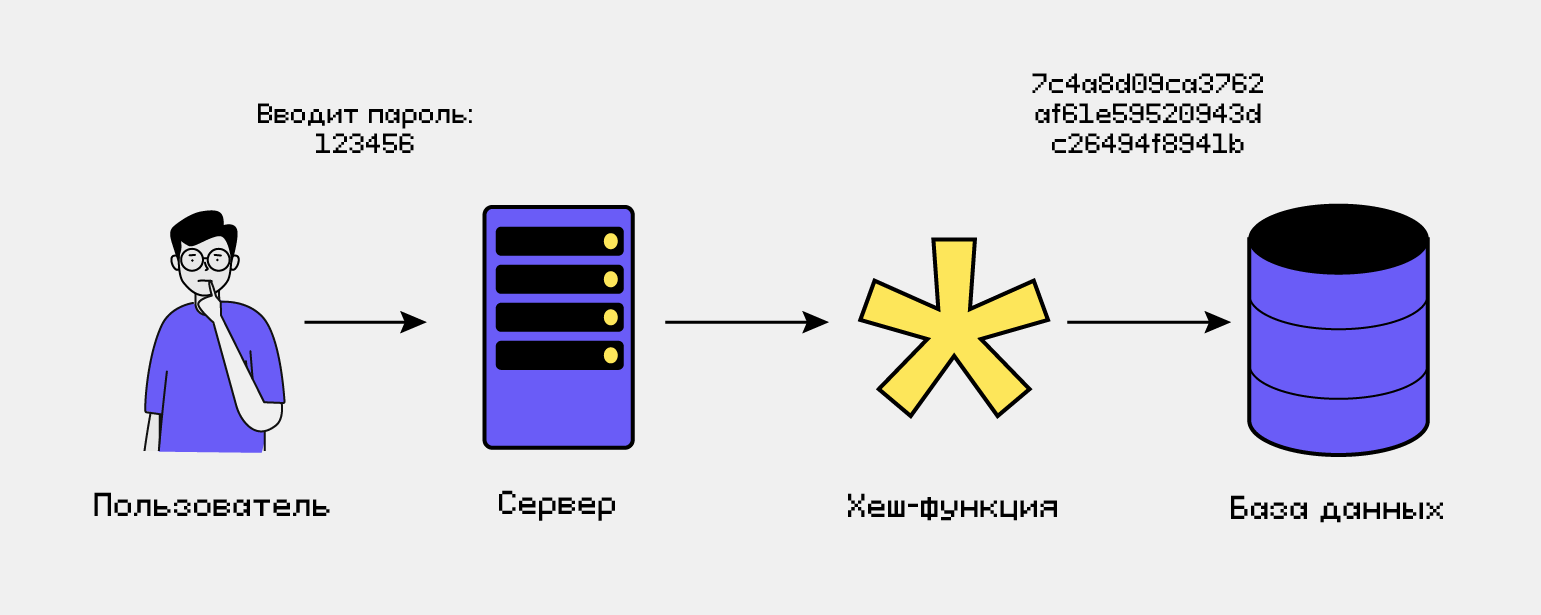 Вводит пароль:
123456
7c4a8d09ca3762
af61e59520943d
c26494f8941b
Пользователь
Сервер
Хеш-функция
База данных